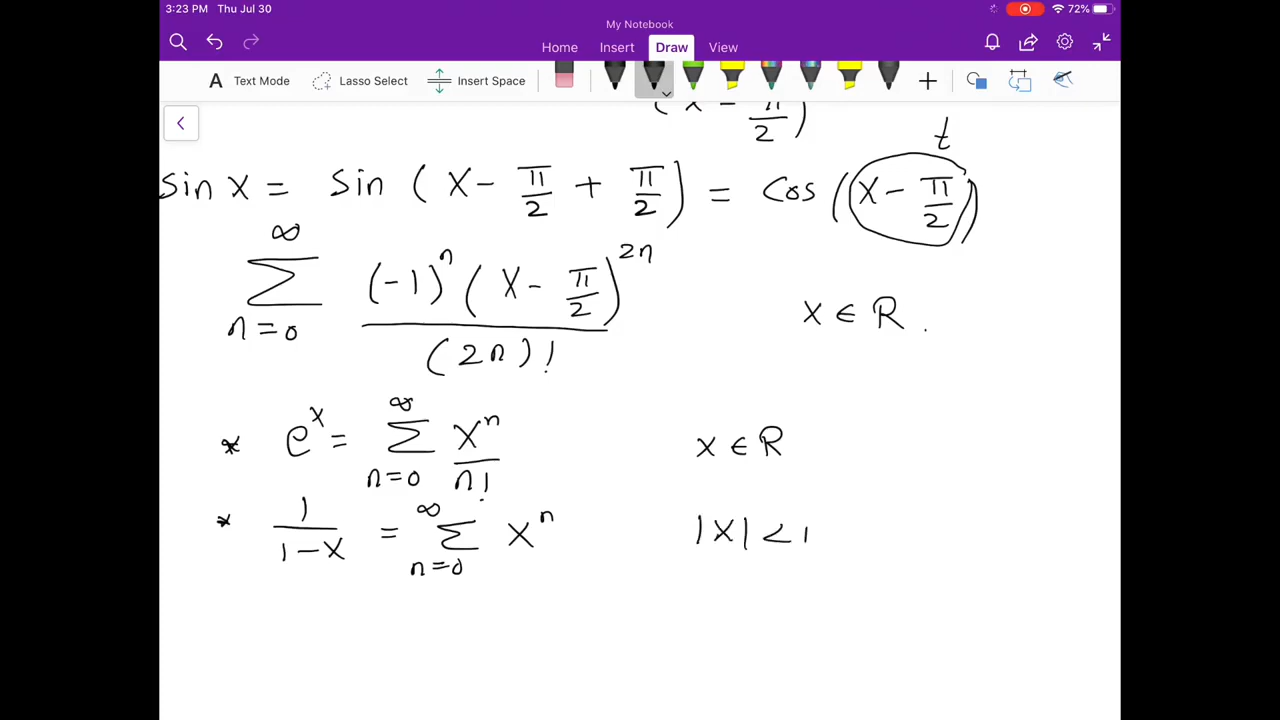 3:23 PM Thu Jul 30 72%
My Notebook
Home Insert Draw View
A Text Mode Lasso Select Insert Space
(x - π/2)
t
sin x = sin (x - π/2 + π/2) = cos (x - π/2)
∞ ∑ n=0 (-1)^n (x - π/2)^2n / (2n)! x ∈ R.
* e^x = ∞ ∑ n=0 x^n / n! x ∈ R
* 1 / 1-x = ∞ ∑ n=0 x^n |x| < 1